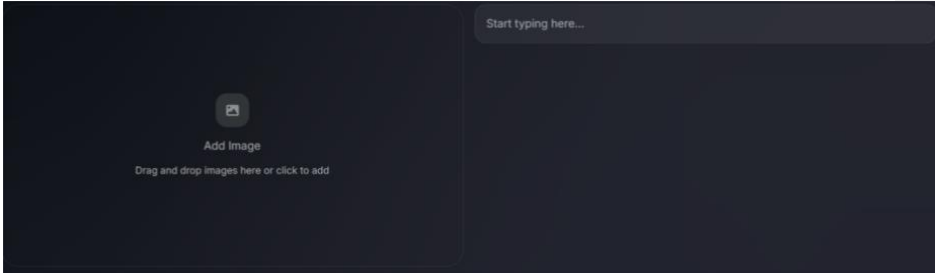 Start typing here...
Add Image
Drag and drop images here or click to add